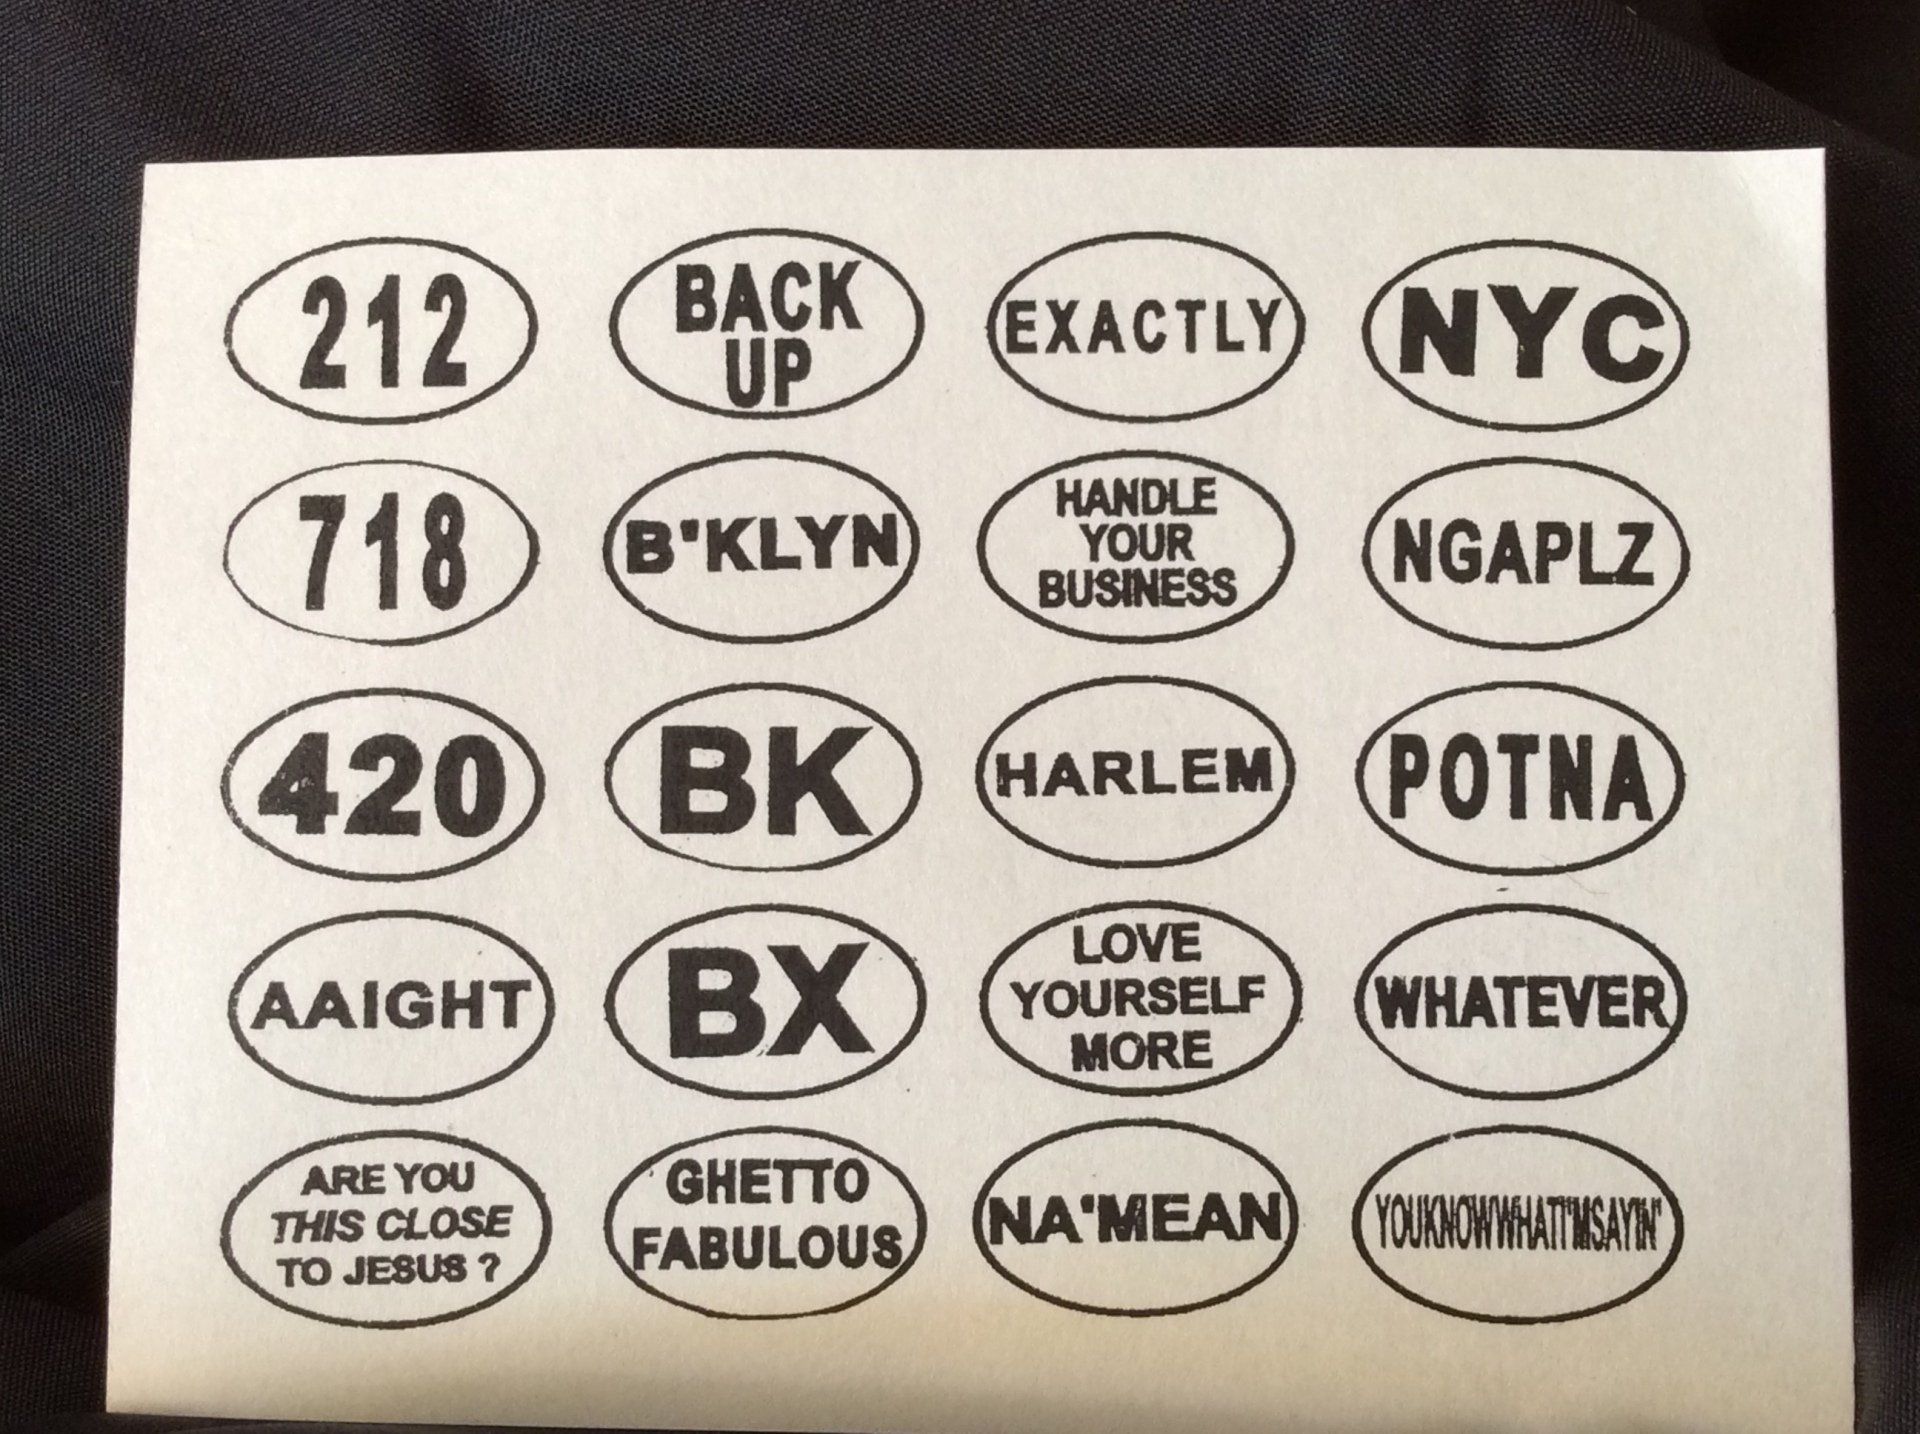 212
BACK
UP
EXACTLY
NYC
718
B'KLYN
HANDLE
YOUR
BUSINESS
NGAPLZ
420
BK
HARLEM
POTNA
AAIGHT
BX
LOVE
YOURSELF
MORE
WHATEVER
ARE YOU
THIS CLOSE
TO JESUS ?
GHETTO
FABULOUS
NA'MEAN
YOUKNOWWHATI'MSAYIN'